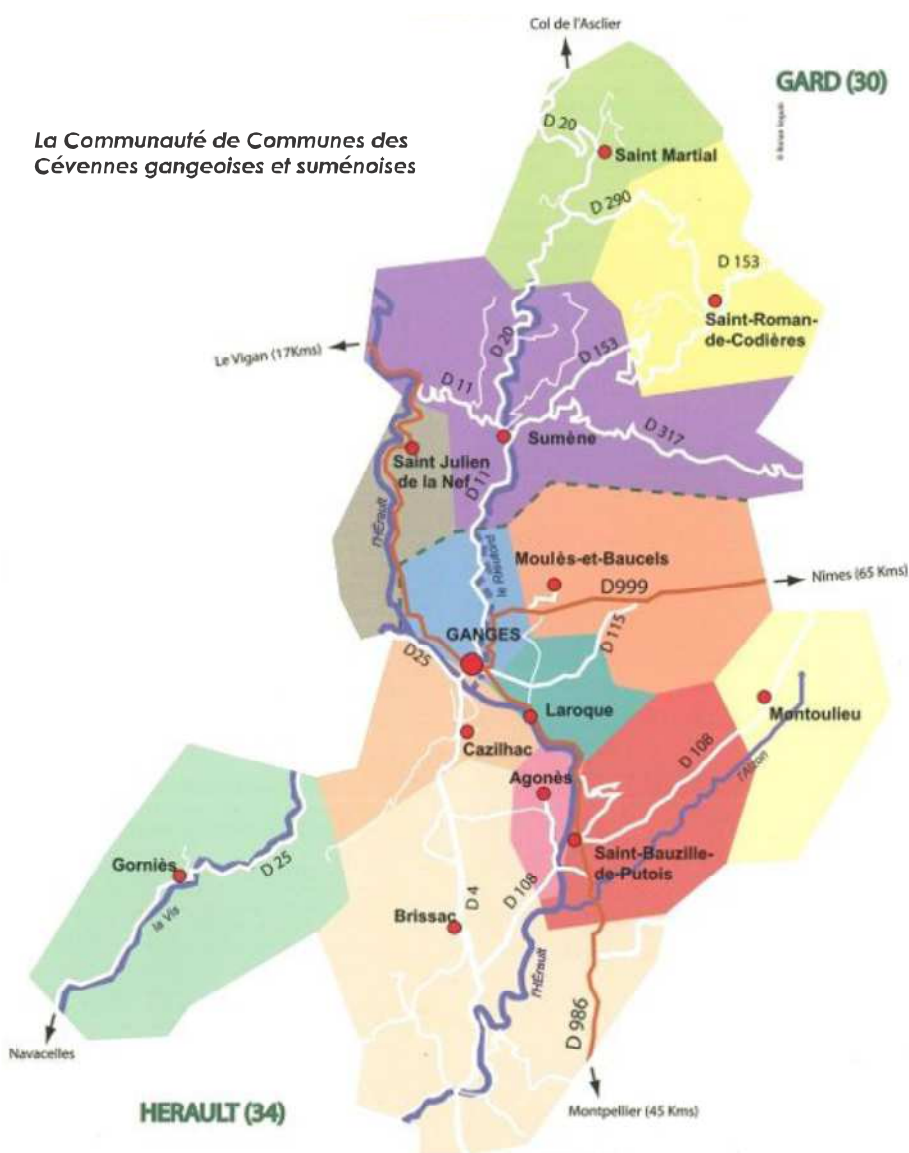 Col de l'Asclier
GARD (30)
La Communauté de Communes des
Cévennes gangeoises et suménoises
D 20
Saint Martial
D 290
D 153
Saint-Roman-
de-Codières
Le Vigan (17Kms)
D 20
D 153
D 11
Sumène
D 317
Saint Julien
de la Nef
D 11
l'Hérault
le Rieutord
Moulès-et-Baucels
D999
Nîmes (65 Kms)
GANGES
D 115
D25
Laroque
Montoulieu
Cazilhac
D 108
l'Alzon
Agonès
Gorniès
D 25
Saint-Bauzille-
de-Putois
la Vis
D 4
D 108
Brissac
l'Hérault
D 986
Navacelles
HERAULT (34)
Montpellier (45 Kms)